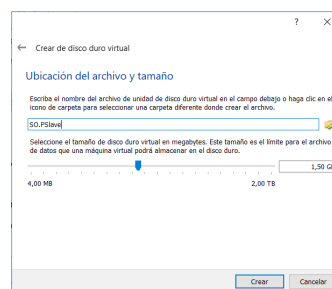 ?
Crear de disco duro virtual
Ubicación del archivo y tamaño
Escriba el nombre del archivo de unidad de disco duro virtual en el campo debajo o haga clic en el
icono de carpeta para seleccionar una carpeta diferente donde crear el archivo.
SO.PSlave
Seleccione el tamaño de disco duro virtual en megabytes. Este tamaño es el límite para el archivo
de datos que una máquina virtual podrá almacenar en el disco duro.
1,50 G
4,00 MB 2,00 TB
Crear Cancelar